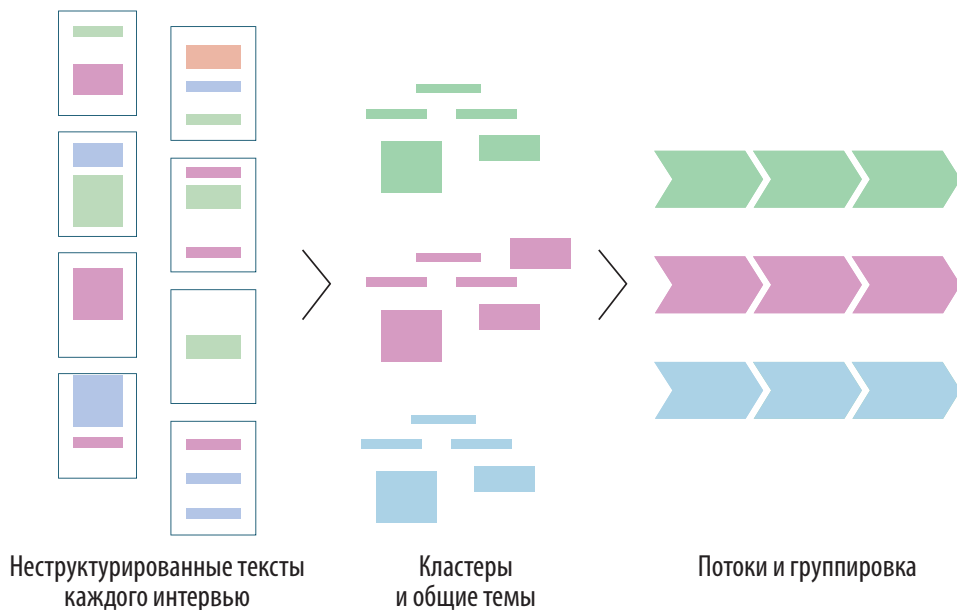 Неструктурированные тексты
каждого интервью
Кластеры
и общие темы
Потоки и группировка